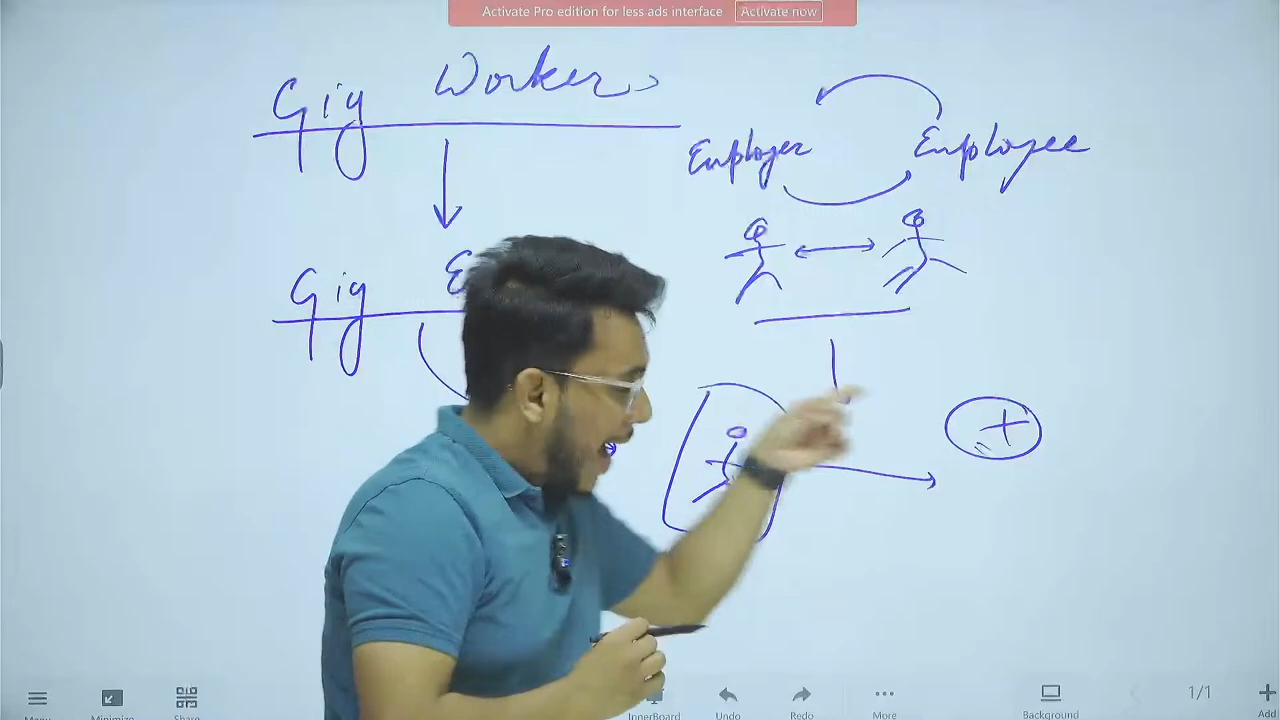 Activate Pro edition for less ads interface Activate now
Gig Workers
Employer Employee
Gig E
Menu Minimize Share InnerBoard Undo Redo More Background 1/1 Add